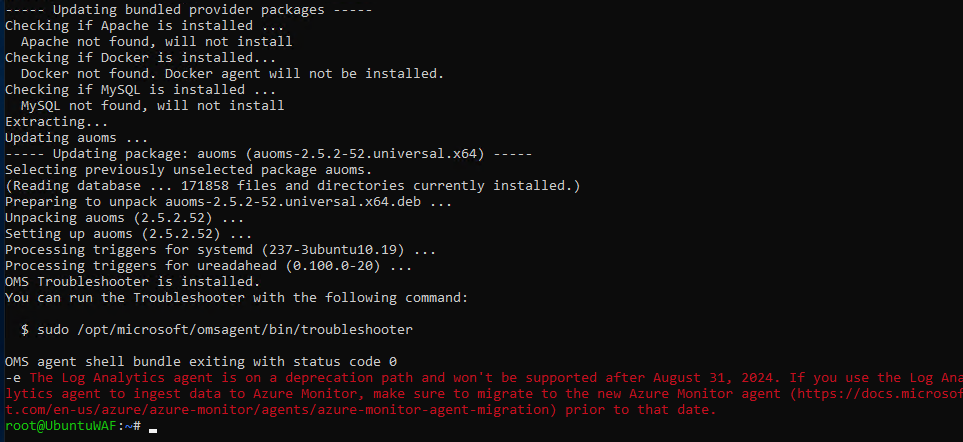 ----- Updating bundled provider packages -----
Checking if Apache is installed ...
  Apache not found, will not install
Checking if Docker is installed...
  Docker not found. Docker agent will not be installed.
Checking if MySQL is installed ...
  MySQL not found, will not install
Extracting...
Updating auoms ...
----- Updating package: auoms (auoms-2.5.2-52.universal.x64) -----
Selecting previously unselected package auoms.
(Reading database ... 171858 files and directories currently installed.)
Preparing to unpack auoms-2.5.2-52.universal.x64.deb ...
Unpacking auoms (2.5.2.52) ...
Setting up auoms (2.5.2.52) ...
Processing triggers for systemd (237-3ubuntu10.19) ...
Processing triggers for ureadahead (0.100.0-20) ...
OMS Troubleshooter is installed.
You can run the Troubleshooter with the following command:
  $ sudo /opt/microsoft/omsagent/bin/troubleshooter
OMS agent shell bundle exiting with status code 0
-e The Log Analytics agent is on a deprecation path and won't be supported after August 31, 2024. If you use the Log Ana
lytics agent to ingest data to Azure Monitor, make sure to migrate to the new Azure Monitor agent (https://docs.microsof
t.com/en-us/azure/azure-monitor/agents/azure-monitor-agent-migration) prior to that date.
root@UbuntuWAF:~#